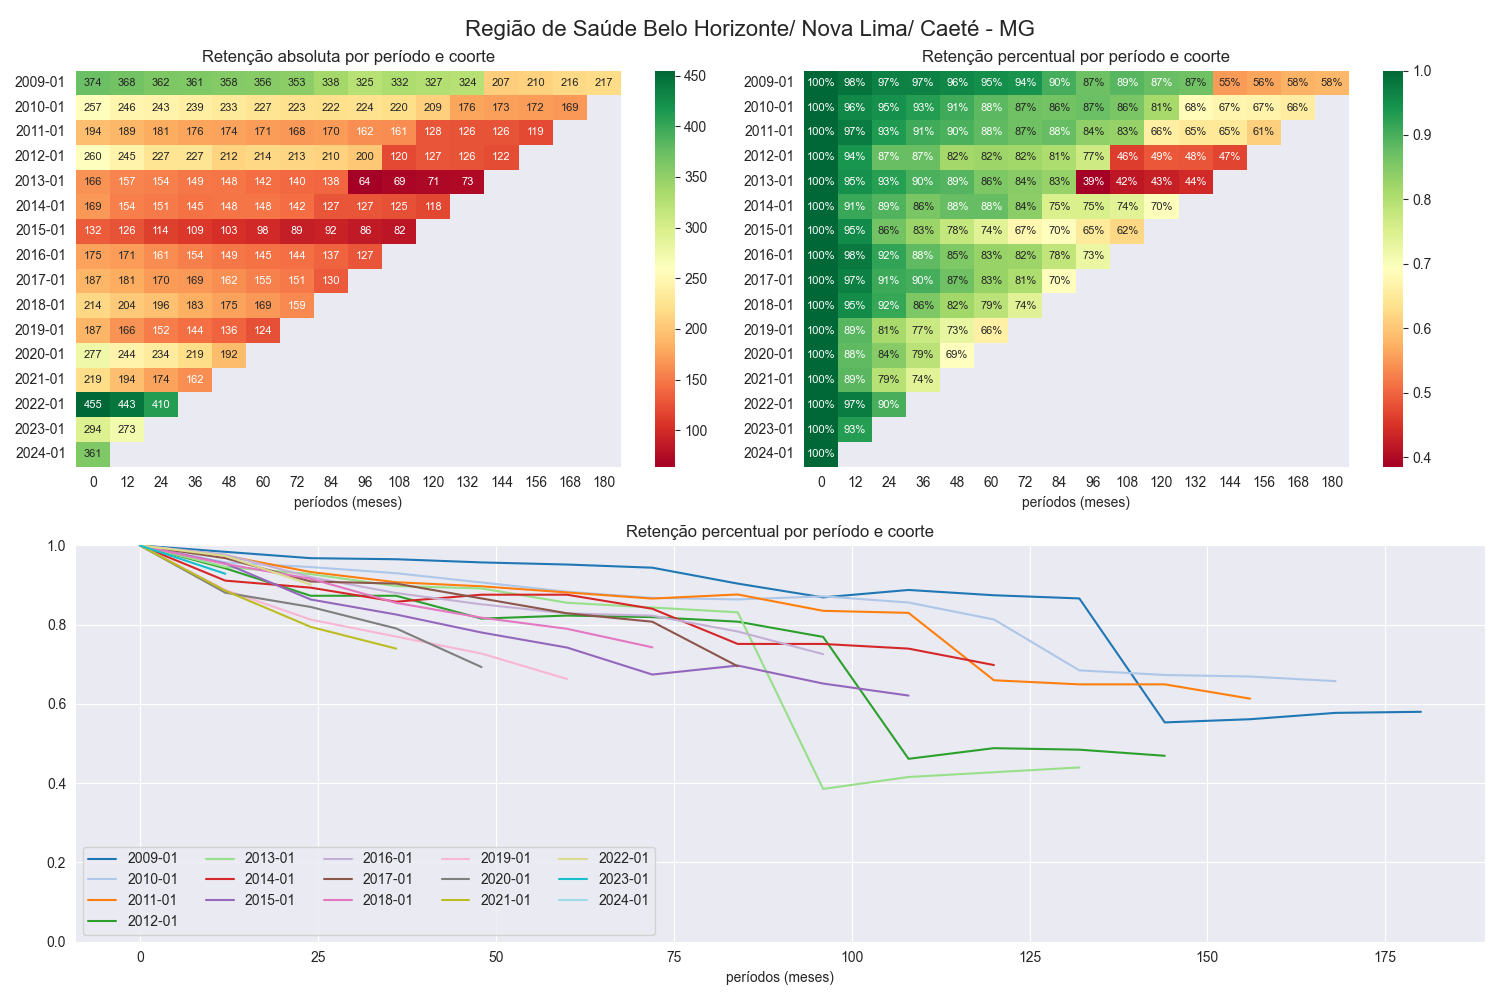 Região de Saúde Belo Horizonte/ Nova Lima/ Caeté - MG
Retenção absoluta por período e coorte
2009-01 374 368 362 361 358 356 353 338 325 332 327 324 207 210 216 217
2010-01 257 246 243 239 233 227 223 222 224 220 209 176 173 172 169
2011-01 194 189 181 176 174 171 168 170 162 161 128 126 126 119
2012-01 260 245 227 227 212 214 213 210 200 120 127 126 122
2013-01 166 157 154 149 148 142 140 138 64 69 71 73
2014-01 169 154 151 145 148 148 142 127 127 125 118
2015-01 132 126 114 109 103 98 89 92 86 82
2016-01 175 171 161 154 149 145 144 137 127
2017-01 187 181 170 169 162 155 151 130
2018-01 214 204 196 183 175 169 159
2019-01 187 166 152 144 136 124
2020-01 277 244 234 219 192
2021-01 219 194 174 162
2022-01 455 443 410
2023-01 294 273
2024-01 361
0 12 24 36 48 60 72 84 96 108 120 132 144 156 168 180
períodos (meses)
450
400
350
300
250
200
150
100
Retenção percentual por período e coorte
2009-01 100% 98% 97% 97% 96% 95% 94% 90% 87% 89% 87% 87% 55% 56% 58% 58%
2010-01 100% 96% 95% 93% 91% 88% 87% 86% 87% 86% 81% 68% 67% 67% 66%
2011-01 100% 97% 93% 91% 90% 88% 87% 88% 84% 83% 66% 65% 65% 61%
2012-01 100% 94% 87% 87% 82% 82% 82% 81% 77% 46% 49% 48% 47%
2013-01 100% 95% 93% 90% 89% 86% 84% 83% 39% 42% 43% 44%
2014-01 100% 91% 89% 86% 88% 88% 84% 75% 75% 74% 70%
2015-01 100% 95% 86% 83% 78% 74% 67% 70% 65% 62%
2016-01 100% 98% 92% 88% 85% 83% 82% 78% 73%
2017-01 100% 97% 91% 90% 87% 83% 81% 70%
2018-01 100% 95% 92% 86% 82% 79% 74%
2019-01 100% 89% 81% 77% 73% 66%
2020-01 100% 88% 84% 79% 69%
2021-01 100% 89% 79% 74%
2022-01 100% 97% 90%
2023-01 100% 93%
2024-01 100%
0 12 24 36 48 60 72 84 96 108 120 132 144 156 168 180
períodos (meses)
1.0
0.9
0.8
0.7
0.6
0.5
0.4
Retenção percentual por período e coorte
1.0
0.8
0.6
0.4
0.2
0.0
2009-01 2013-01 2016-01 2019-01 2022-01
2010-01 2014-01 2017-01 2020-01 2023-01
2011-01 2015-01 2018-01 2021-01 2024-01
2012-01
0 25 50 75 100 125 150 175
períodos (meses)